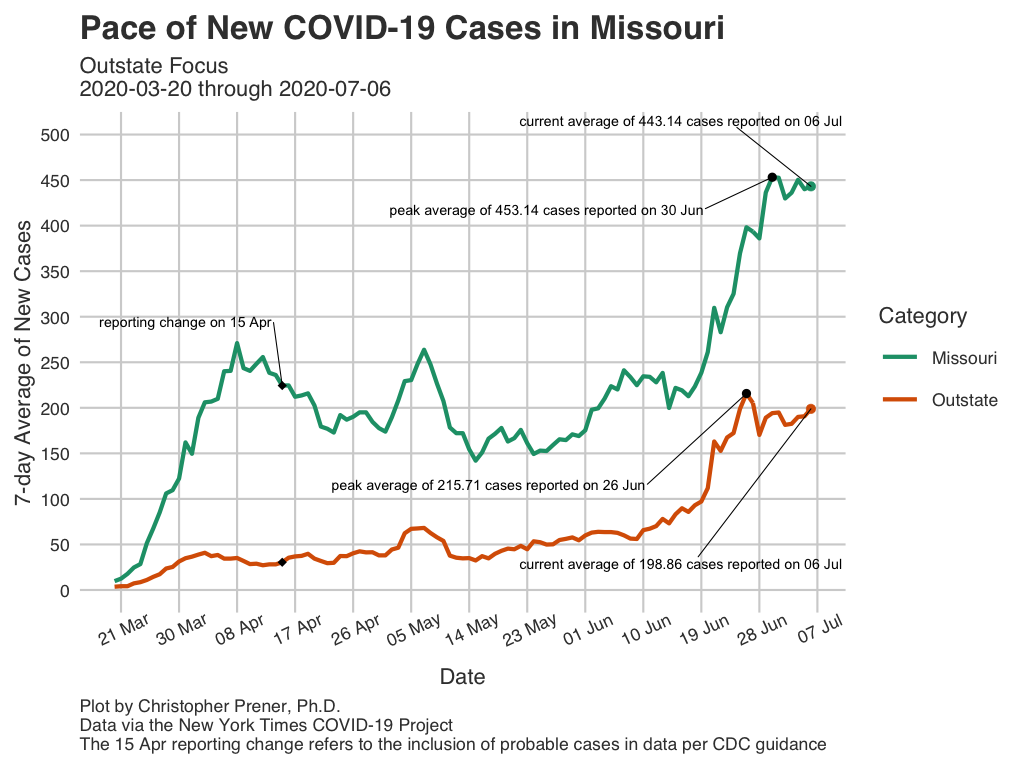 Pace of New COVID-19 Cases in Missouri
Outstate Focus
2020-03-20 through 2020-07-06
current average of 443.14 cases reported on 06 Jul
peak average of 453.14 cases reported on 30 Jun
reporting change on 15 Apr
peak average of 215.71 cases reported on 26 Jun
current average of 198.86 cases reported on 06 Jul
7-day Average of New Cases
500
450
400
350
300
250
200
150
100
50
0
21 Mar
30 Mar
08 Apr
17 Apr
26 Apr
05 May
14 May
23 May
01 Jun
10 Jun
19 Jun
28 Jun
07 Jul
Date
Category
Missouri
Outstate
Plot by Christopher Prener, Ph.D.
Data via the New York Times COVID-19 Project
The 15 Apr reporting change refers to the inclusion of probable cases in data per CDC guidance